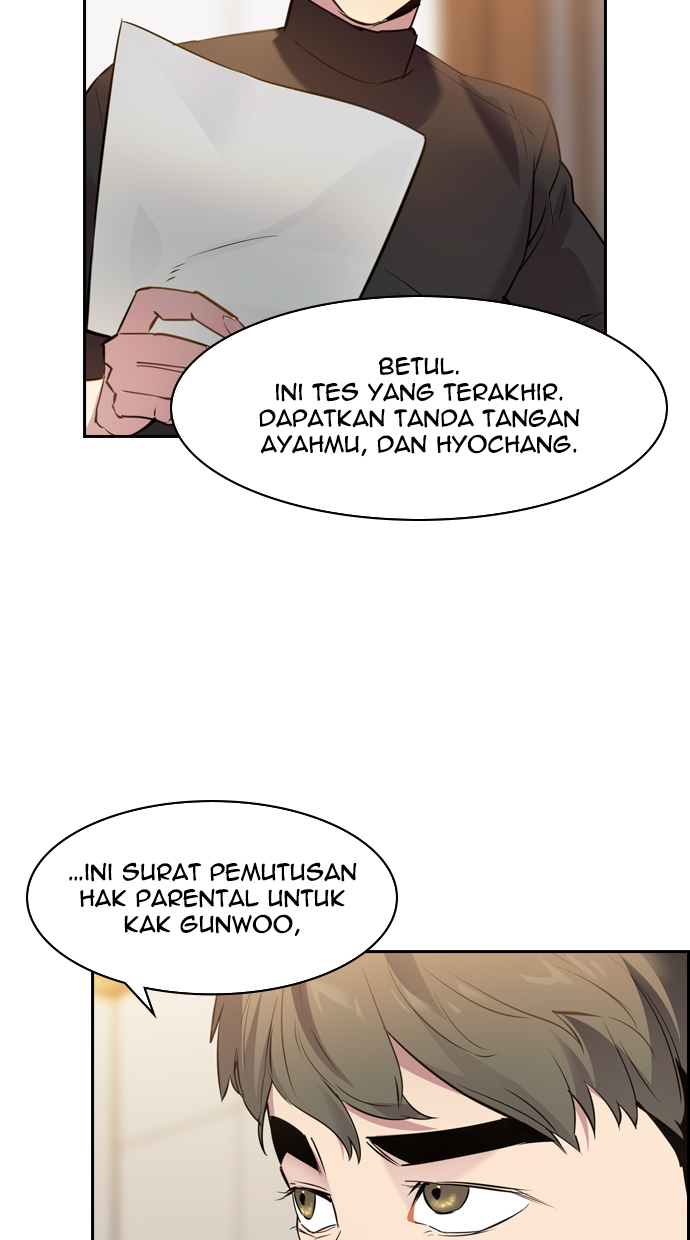 BETUL.
INI TES YANG TERAKHIR.
DAPATKAN TANDA TANGAN
AYAHMU, DAN HYOCHANG.
...INI SURAT PEMUTUSAN
HAK PARENTAL UNTUK
KAK GUNWOO,